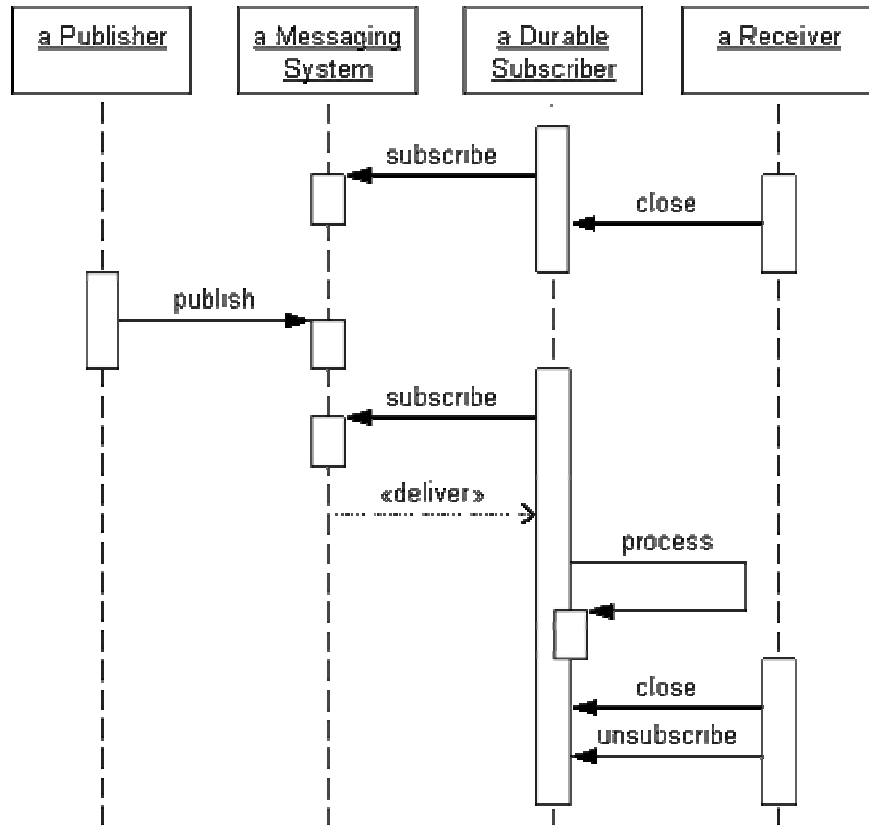 a Publisher
a Messaging
System
a Durable
Subscriber
a Receiver
subscribe
close
publish
subscribe
«deliver»
process
close
unsubscribe